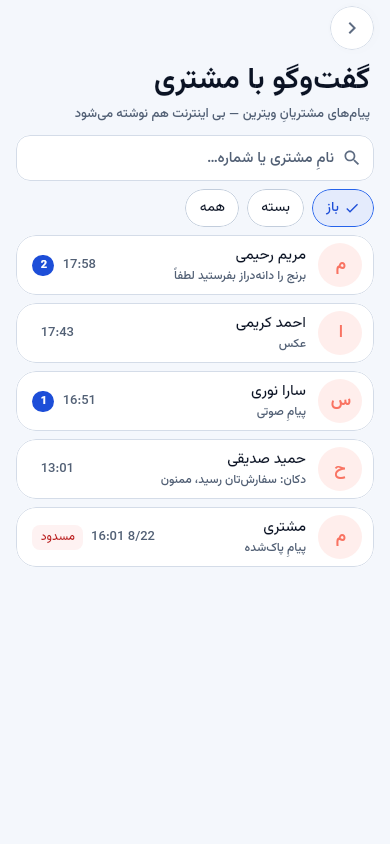 گفت‌وگو با مشتری
پیام‌های مشتریانِ ویترین — بی اینترنت هم نوشته می‌شود
نامِ مشتری یا شماره…
باز
بسته
همه
م
مریم رحیمی
برنج را دانه‌دراز بفرستید لطفاً
17:58
2
ا
احمد کریمی
عکس
17:43
س
سارا نوری
پیامِ صوتی
16:51
1
ح
حمید صدیقی
دکان: سفارش‌تان رسید، ممنون
13:01
م
مشتری
پیامِ پاک‌شده
16:01 8/22
مسدود